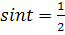 sint = 1/2